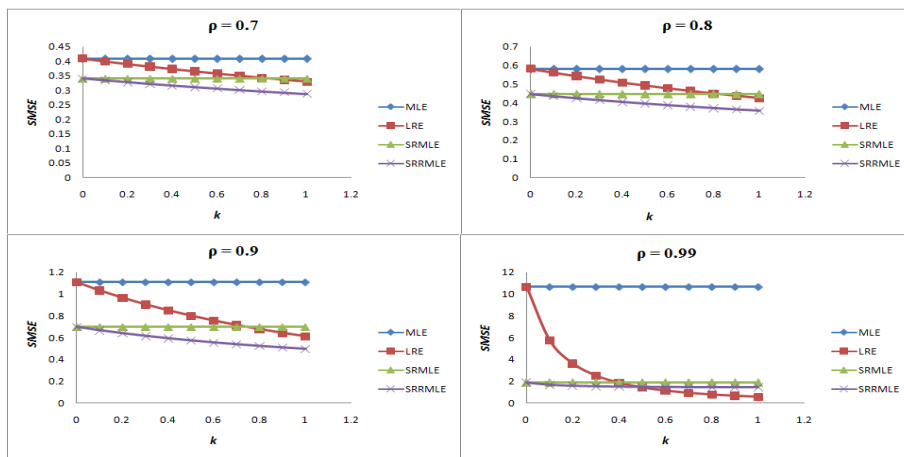 ρ = 0.7
0.45
0.4
0.35
0.3
0.25
0.2
0.15
0.1
0.05
0
SMSE
0 0.2 0.4 0.6 0.8 1 1.2
k
MLE
LRE
SRMLE
SRRMLE
ρ = 0.8
0.7
0.6
0.5
0.4
0.3
0.2
0.1
0
SMSE
0 0.2 0.4 0.6 0.8 1 1.2
k
MLE
LRE
SRMLE
SRRMLE
ρ = 0.9
1.2
1
0.8
0.6
0.4
0.2
0
SMSE
0 0.2 0.4 0.6 0.8 1 1.2
k
MLE
LRE
SRMLE
SRRMLE
ρ = 0.99
12
10
8
6
4
2
0
SMSE
0 0.2 0.4 0.6 0.8 1 1.2
k
MLE
LRE
SRMLE
SRRMLE